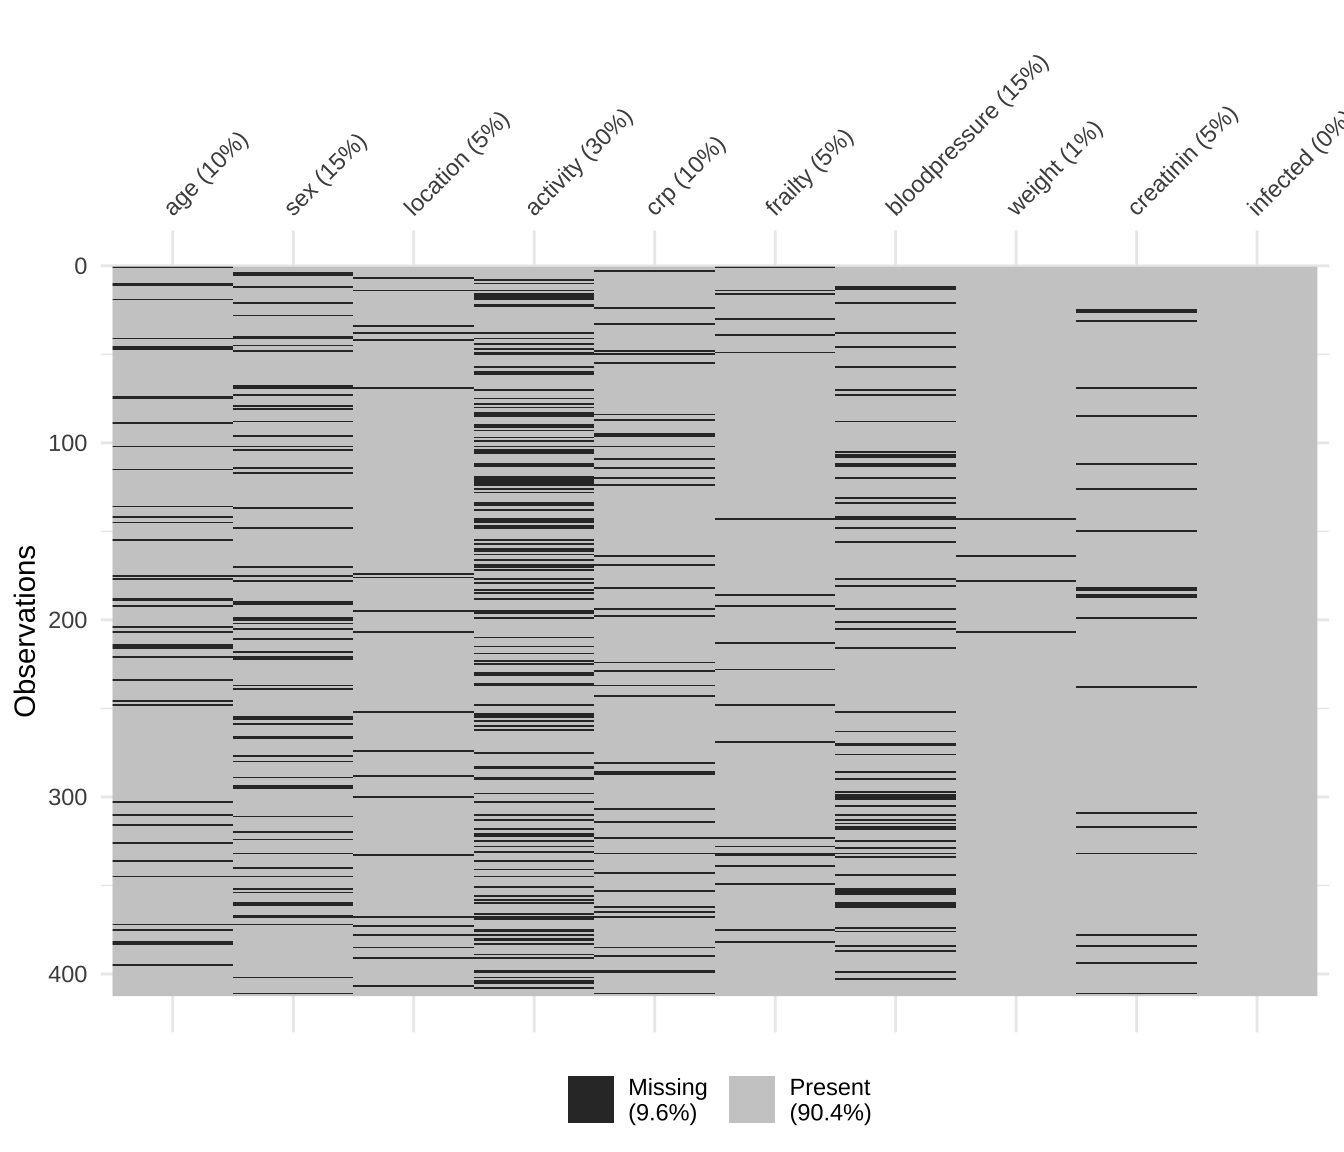 age (10%)
sex (15%)
location (5%)
activity (30%)
crp (10%)
frailty (5%)
bloodpressure (15%)
weight (1%)
creatinin (5%)
infected (0%
0
100
200
300
400
Observations
Missing
(9.6%)
Present
(90.4%)